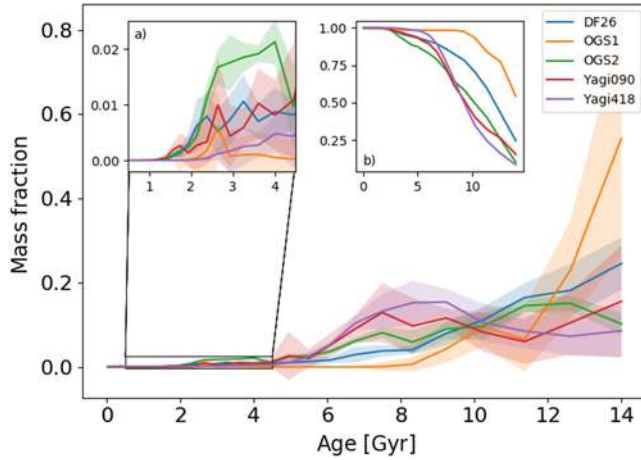 0.8
0.6
0.4
0.2
0.0
Mass fraction
0 2 4 6 8 10 12 14
Age [Gyr]
a)
0.02
0.01
0.00
1 2 3 4
b)
1.00
0.75
0.50
0.25
0 5 10
DF26
OGS1
OGS2
Yagi090
Yagi418